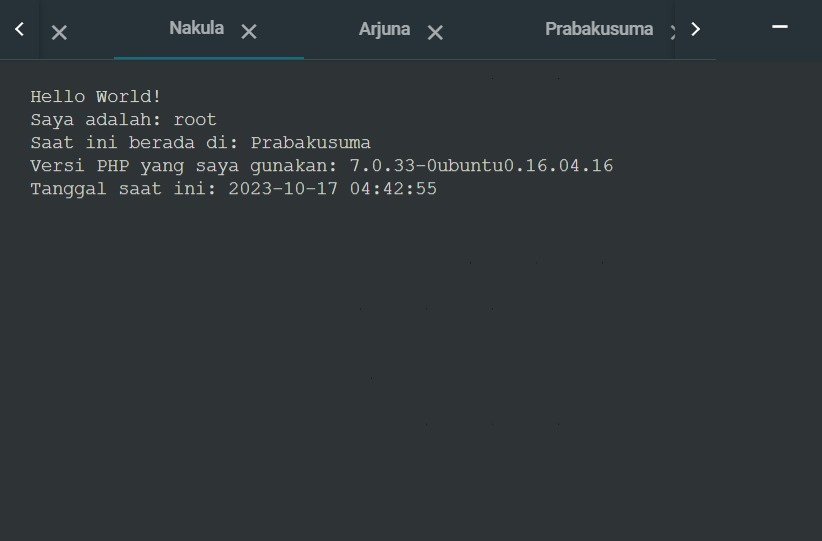 Nakula Arjuna Prabakusuma
Hello World!
Saya adalah: root
Saat ini berada di: Prabakusuma
Versi PHP yang saya gunakan: 7.0.33-0ubuntu0.16.04.16
Tanggal saat ini: 2023-10-17 04:42:55